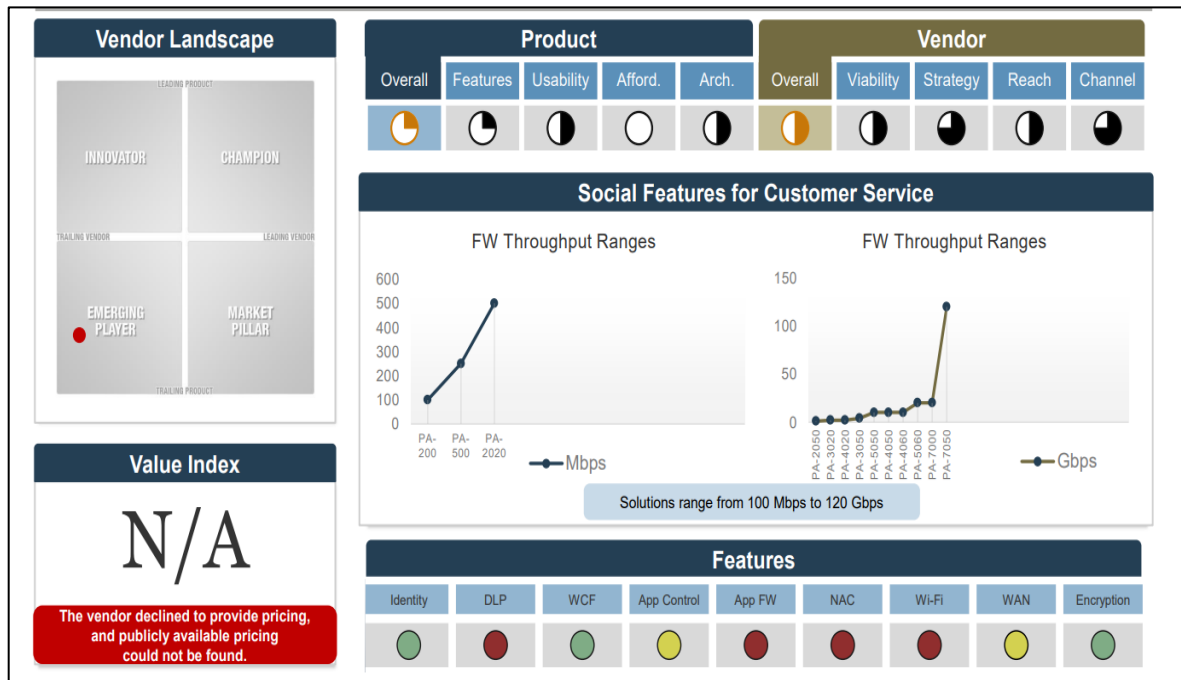 Vendor Landscape
LEADING PRODUCT
INNOVATOR
CHAMPION
TRAILING VENDOR
LEADING VENDOR
EMERGING
PLAYER
MARKET
PILLAR
TRAILING PRODUCT
Value Index
N/A
The vendor declined to provide pricing,
and publicly available pricing
could not be found.
Product
Vendor
Overall
Features
Usability
Afford.
Arch.
Overall
Viability
Strategy
Reach
Channel
Social Features for Customer Service
FW Throughput Ranges
600
500
400
300
200
100
0
PA-
200
PA-
500
PA-
2020
Mbps
FW Throughput Ranges
150
100
50
0
PA-2050
PA-3020
PA-4020
PA-3050
PA-5050
PA-4050
PA-4060
PA-5060
PA-7000
PA-7050
Gbps
Solutions range from 100 Mbps to 120 Gbps
Features
Identity
DLP
WCF
App Control
App FW
NAC
Wi-Fi
WAN
Encryption